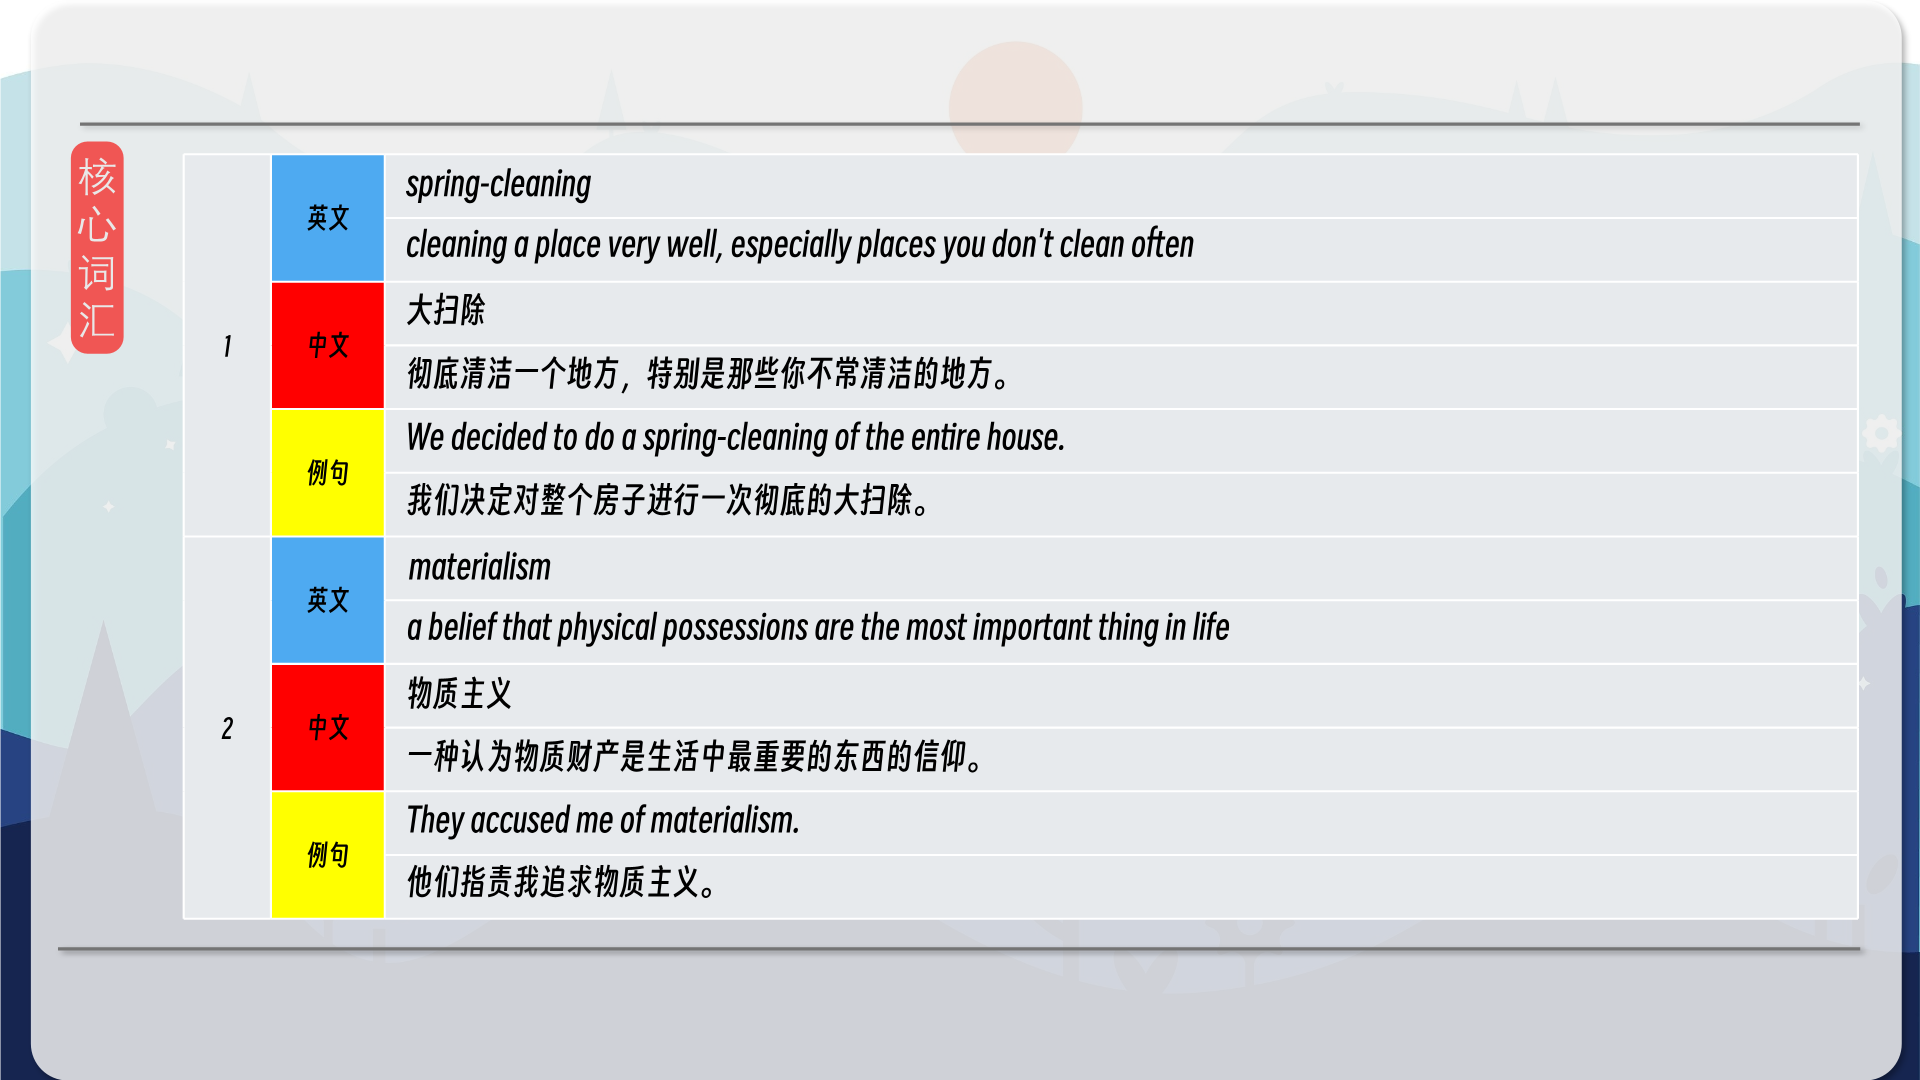 核
心
词
汇
1
英文
spring-cleaning
cleaning a place very well, especially places you don't clean often
中文
大扫除
彻底清洁一个地方，特别是那些你不常清洁的地方。
例句
We decided to do a spring-cleaning of the entire house.
我们决定对整个房子进行一次彻底的大扫除。
2
英文
materialism
a belief that physical possessions are the most important thing in life
中文
物质主义
一种认为物质财产是生活中最重要的东西的信仰。
例句
They accused me of materialism.
他们指责我追求物质主义。